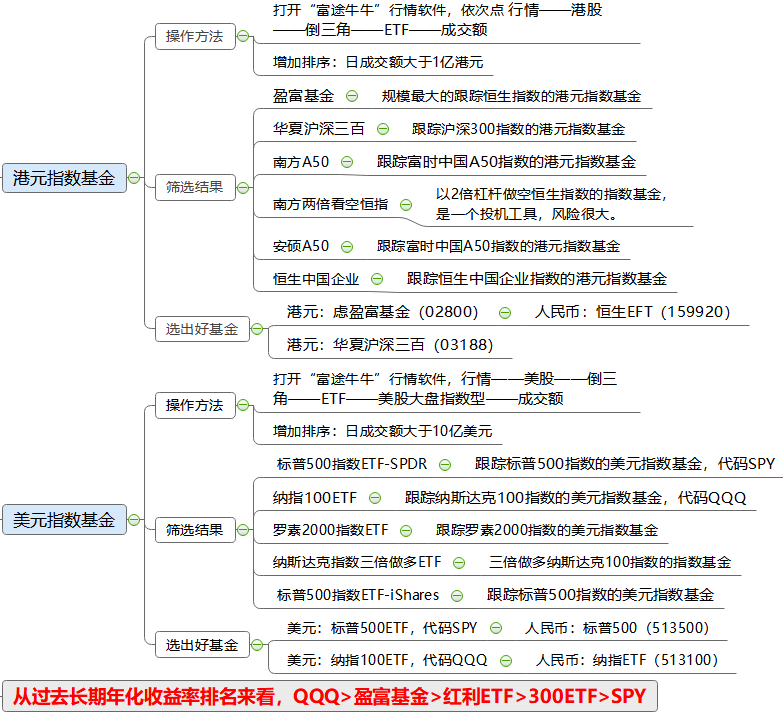 港元指数基金
操作方法
打开“富途牛牛”行情软件，依次点 行情——港股
——倒三角——ETF——成交额
增加排序：日成交额大于1亿港元
筛选结果
盈富基金
规模最大的跟踪恒生指数的港元指数基金
华夏沪深三百
跟踪沪深300指数的港元指数基金
南方A50
跟踪富时中国A50指数的港元指数基金
南方两倍看空恒指
以2倍杠杆做空恒生指数的指数基金，
是一个投机工具，风险很大。
安硕A50
跟踪富时中国A50指数的港元指数基金
恒生中国企业
跟踪恒生中国企业指数的港元指数基金
选出好基金
港元：虑盈富基金（02800）
人民币：恒生EFT（159920）
港元：华夏沪深三百（03188）
美元指数基金
操作方法
打开“富途牛牛”行情软件，行情——美股——倒三
角——ETF——美股大盘指数型——成交额
增加排序：日成交额大于10亿美元
筛选结果
标普500指数ETF-SPDR
跟踪标普500指数的美元指数基金，代码SPY
纳指100ETF
跟踪纳斯达克100指数的美元指数基金，代码QQQ
罗素2000指数ETF
跟踪罗素2000指数的美元指数基金
纳斯达克指数三倍做多ETF
三倍做多纳斯达克100指数的指数基金
标普500指数ETF-iShares
跟踪标普500指数的美元指数基金
选出好基金
美元：标普500ETF，代码SPY
人民币：标普500（513500）
美元：纳指100ETF，代码QQQ
人民币：纳指ETF（513100）
从过去长期年化收益率排名来看，QQQ>盈富基金>红利ETF>300ETF>SPY